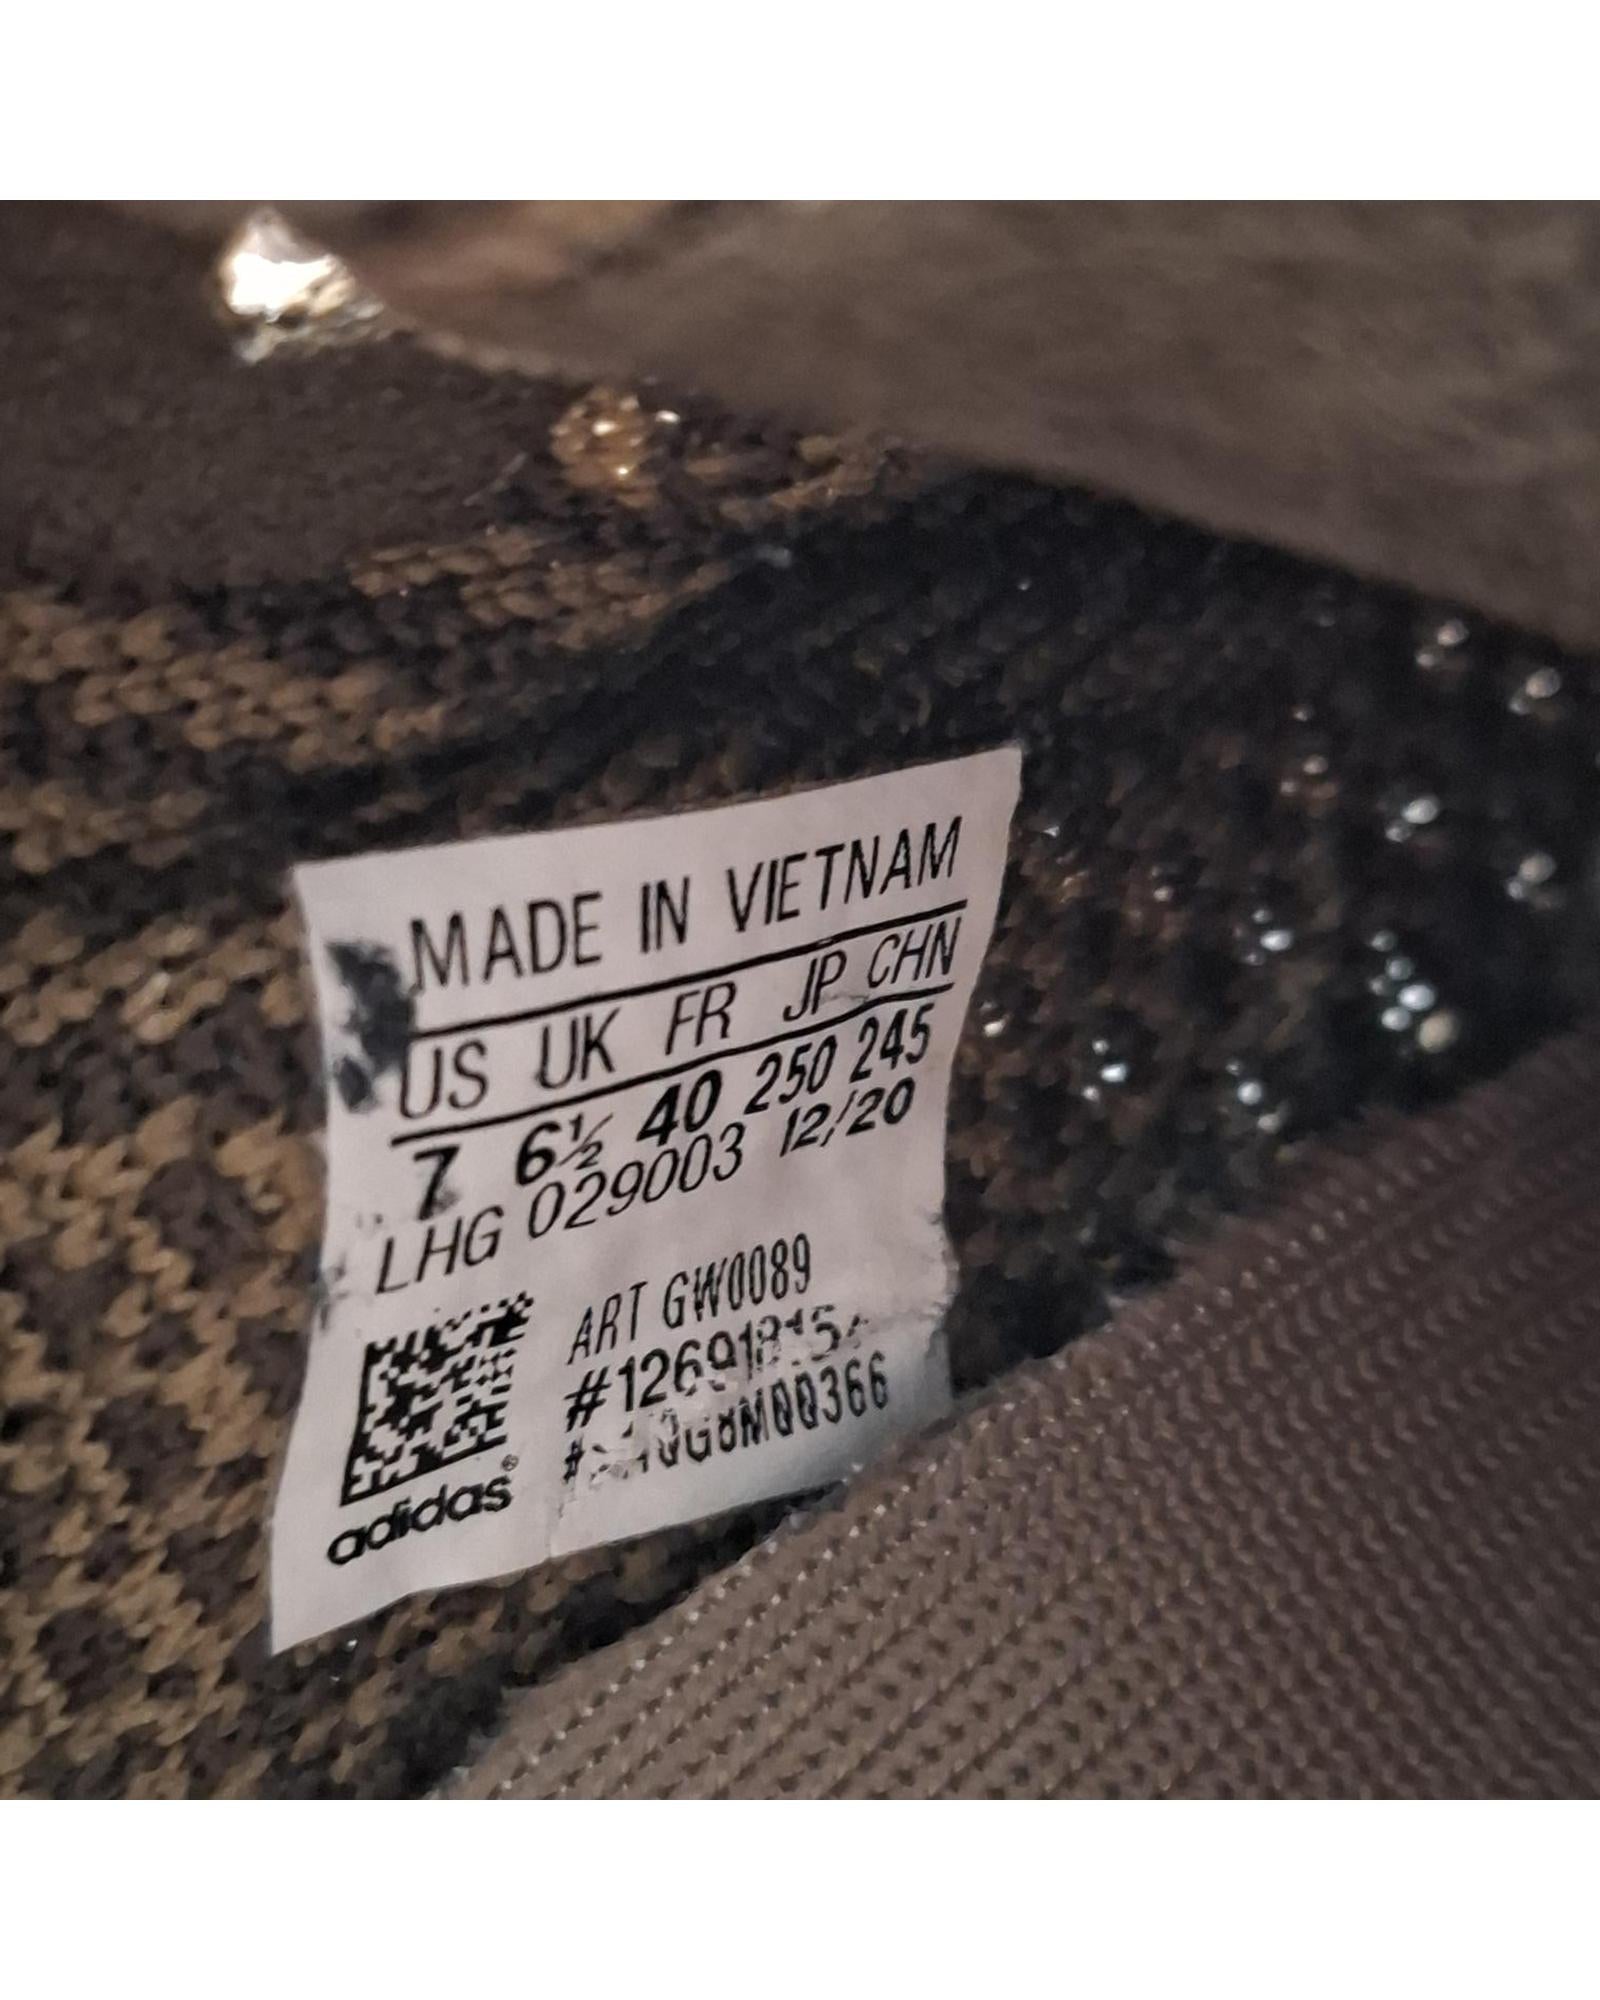 MADE IN VIETNAM
US UK FR JP CHN
7 6½ 40 250 245
LHG 029003 12/20
ART GW0089
adidas®